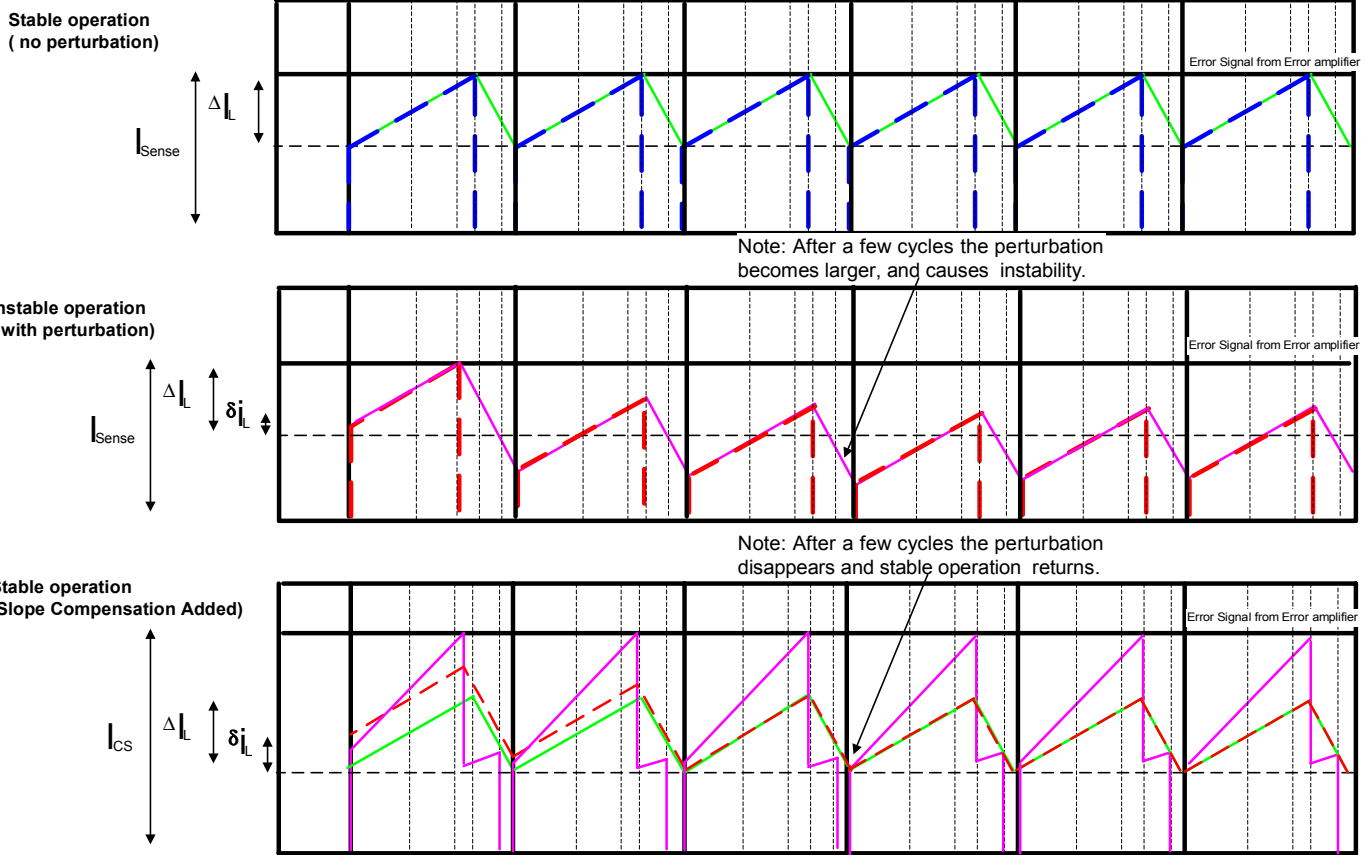 Stable operation
( no perturbation)
Error Signal from Error amplifier
ΔIL
ISense
Note: After a few cycles the perturbation
becomes larger, and causes instability.
nstable operation
with perturbation)
Error Signal from Error amplifier
ΔIL
δiL
ISense
Note: After a few cycles the perturbation
disappears and stable operation returns.
Stable operation
Slope Compensation Added)
Error Signal from Error amplifier
ΔIL
δiL
ICS